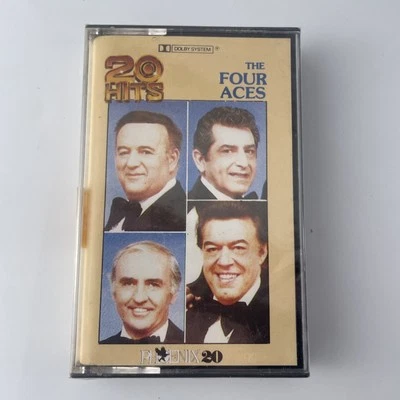 DOLBY SYSTEM ®
20
HITS
THE
FOUR
ACES
PHOENIX 20